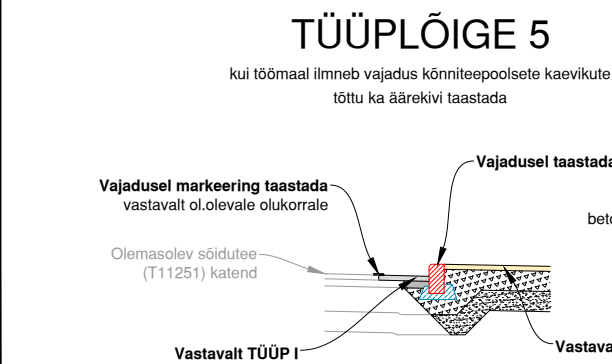 TÜÜPLÕIGE 5
kui töömaal ilmneb vajadus kõnniteepoolsete kaevikute
tõttu ka äärekivi taastada
Vajadusel taastada
Vajadusel markeering taastada
vastavalt ol.olevale olukorrale
beto
Olemasolev sõidutee
(T11251) katend
Vastavalt TÜÜP I
Vastava